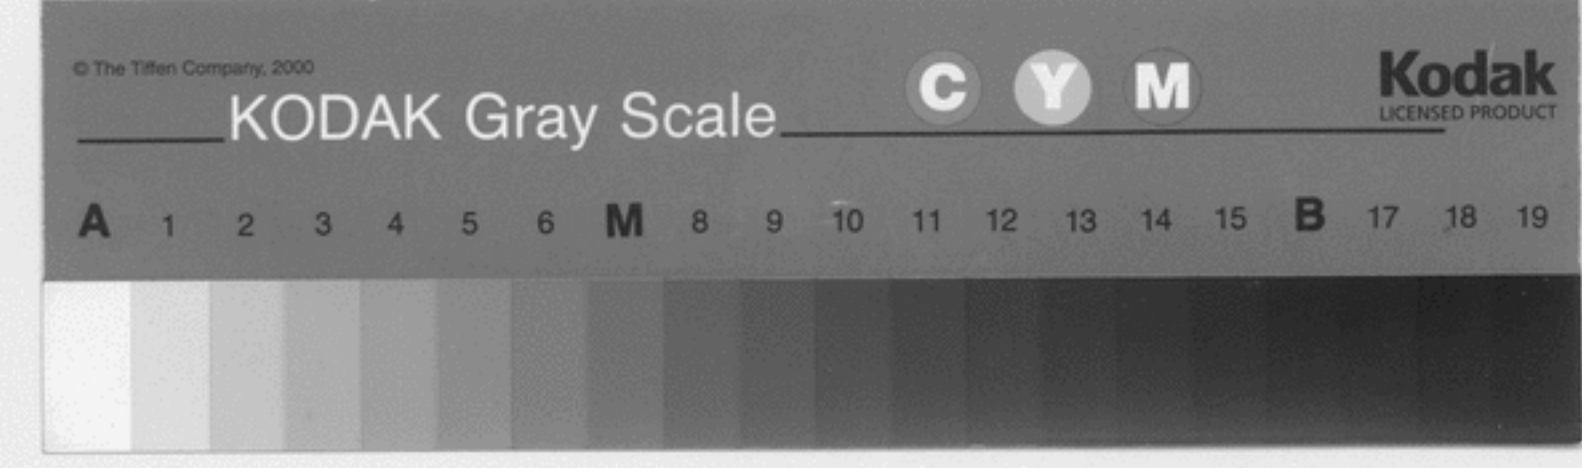 © The Tiffen Company, 2000
KODAK Gray Scale
C Y M
Kodak
LICENSED PRODUCT
A 1 2 3 4 5 6 M 8 9 10 11 12 13 14 15 B 17 18 19